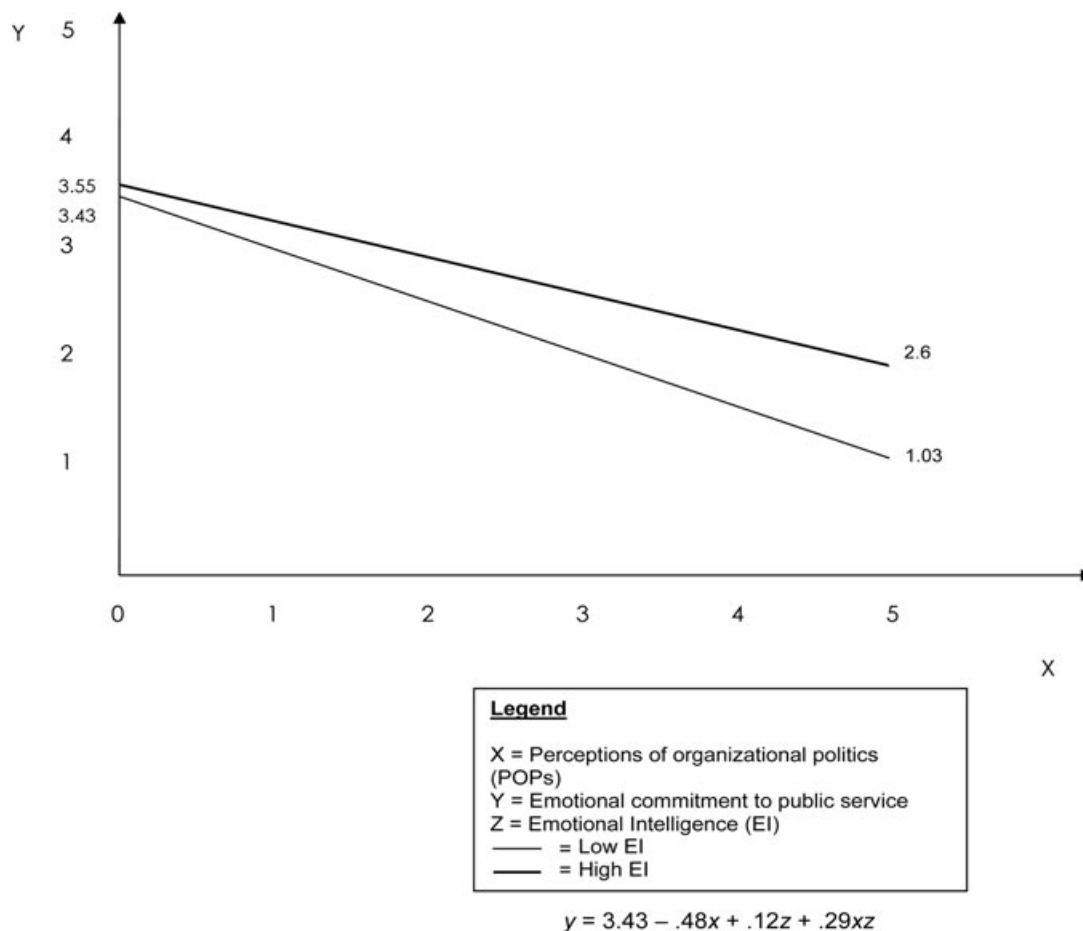 Y
5
4
3.55
3.43
3
2
1
2.6
1.03
0 1 2 3 4 5
X
Legend
X = Perceptions of organizational politics
(POPs)
Y = Emotional commitment to public service
Z = Emotional Intelligence (EI)
= Low EI
= High EI
y = 3.43 – .48x + .12z + .29xz